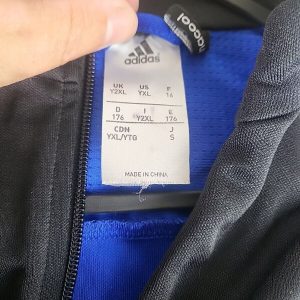 adidas
UK US F
Y2XL YXL 16
D I E
176 Y2XL 176
CDN J
YXL/YTG S
MADE IN CHINA